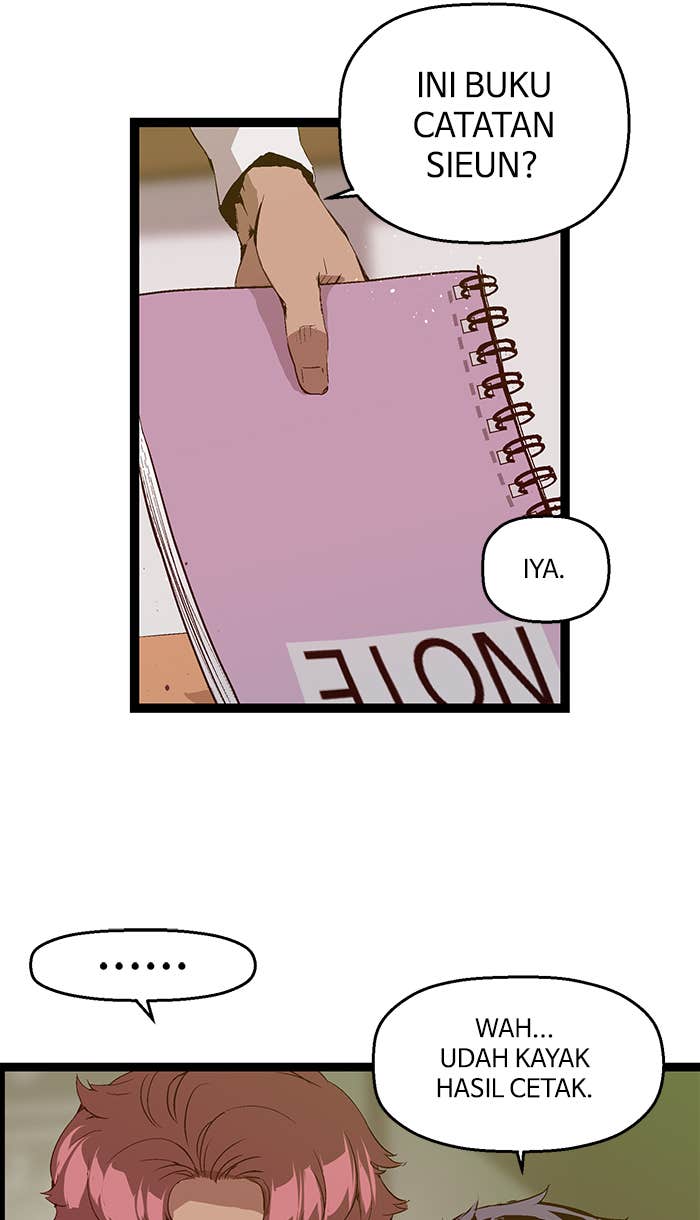 INI BUKU
CATATAN
SIEUN?
IYA.
NOTE
......
WAH...
UDAH KAYAK
HASIL CETAK.